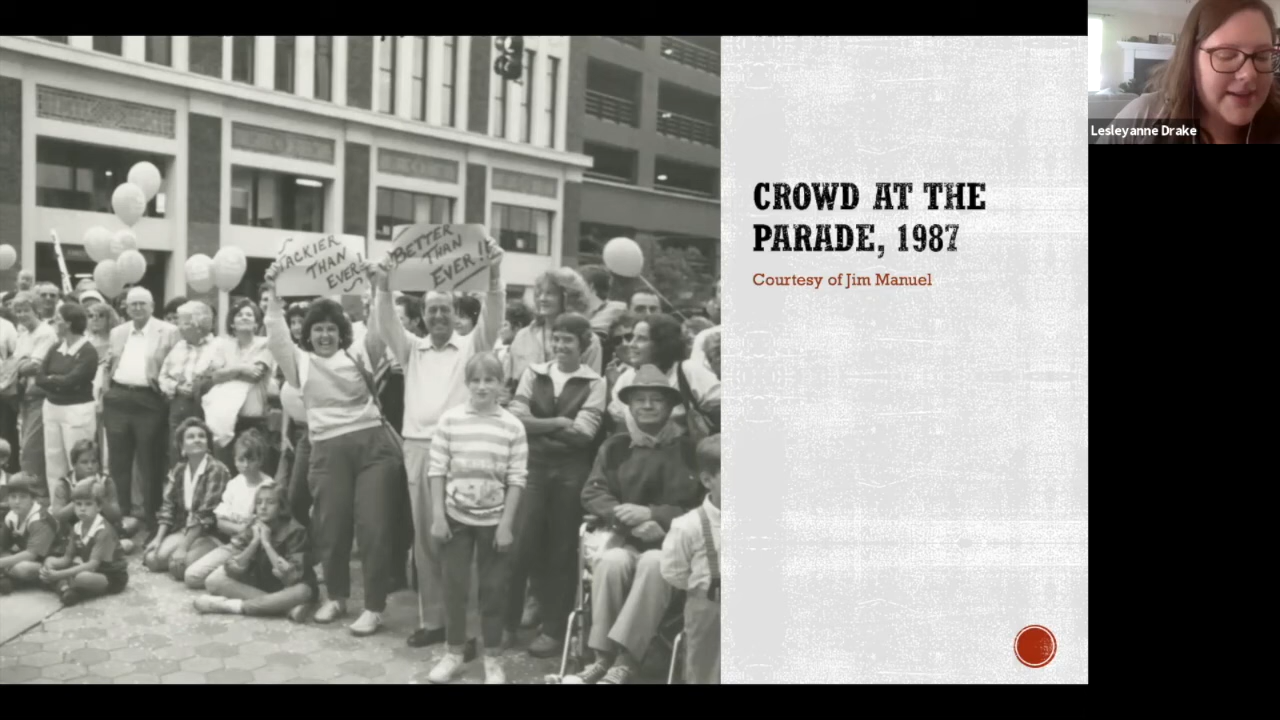 CROWD AT THE
PARADE, 1987
Courtesy of Jim Manuel
TACKIER
THAN
EVER!
BETTER
THAN
EVER!!
Lesleyanne Drake